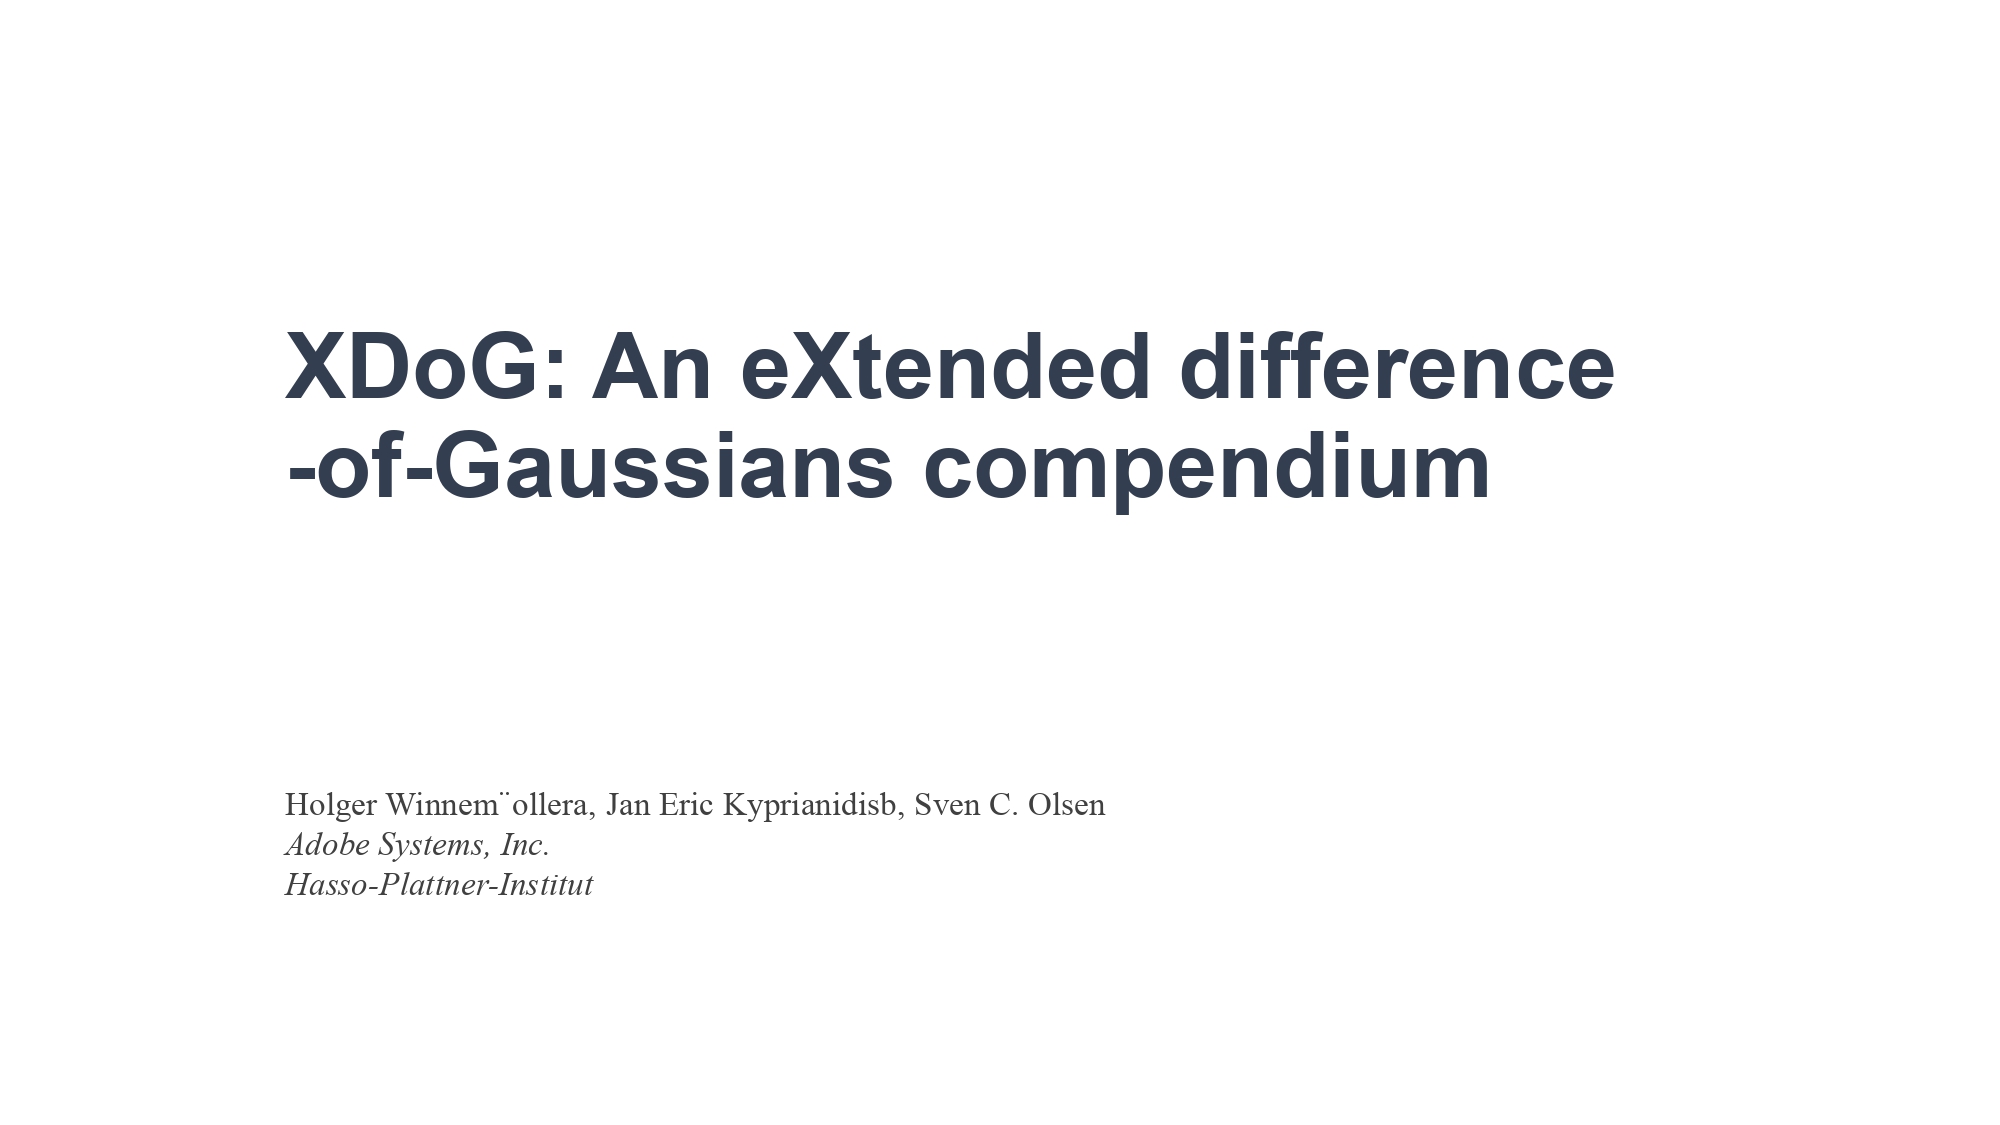 XDoG: An eXtended difference
-of-Gaussians compendium
Holger Winnem¨ollera, Jan Eric Kyprianidisb, Sven C. Olsen
Adobe Systems, Inc.
Hasso-Plattner-Institut